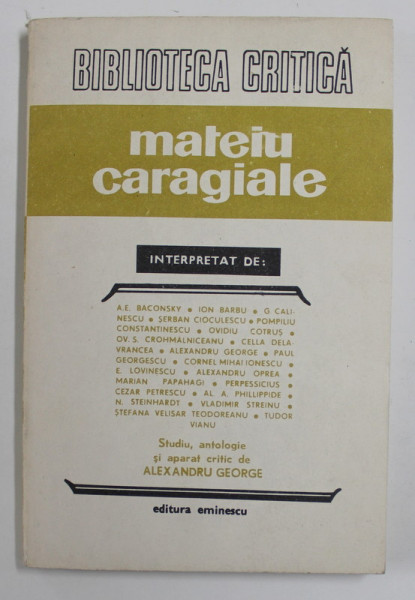 BIBLIOTECA CRITICĂ
mateiu
caragiale
INTERPRETAT DE:
A.E. BACONSKY • ION BARBU • G. CALI-
NESCU • ȘERBAN CIOCULESCU • POMPILIU
CONSTANTINESCU • OVIDIU COTRUȘ •
OV. S. CROHMĂLNICEANU • CELLA DELA-
VRANCEA • ALEXANDRU GEORGE • PAUL
GEORGESCU • CORNEL MIHAI IONESCU •
E. LOVINESCU • ALEXANDRU OPREA •
MARIAN PAPAHAGI • PERPESSICIUS •
CEZAR PETRESCU • AL. A. PHILLIPPIDE •
N. STEINHARDT • VLADIMIR STREINU •
ȘTEFANA VELISAR TEODOREANU • TUDOR
VIANU
Studiu, antologie
și aparat critic de
ALEXANDRU GEORGE
editura eminescu